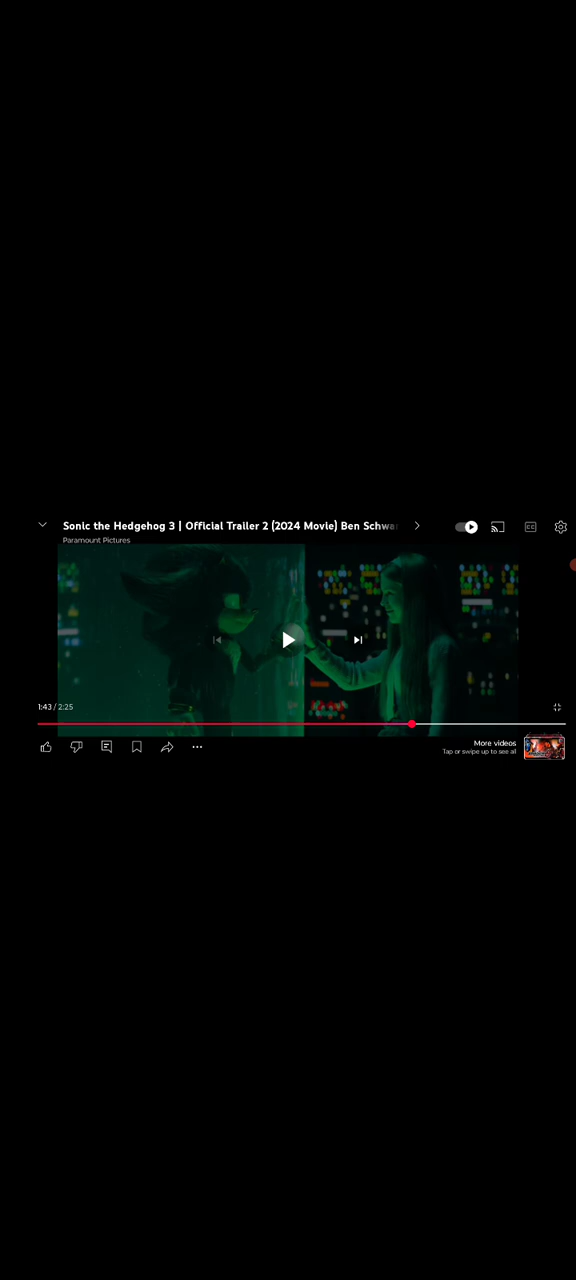 Sonic the Hedgehog 3 | Official Trailer 2 (2024 Movie) Ben Schwa
Paramount Pictures
CC
1:43 / 2:25
More videos
Tap or swipe up to see all